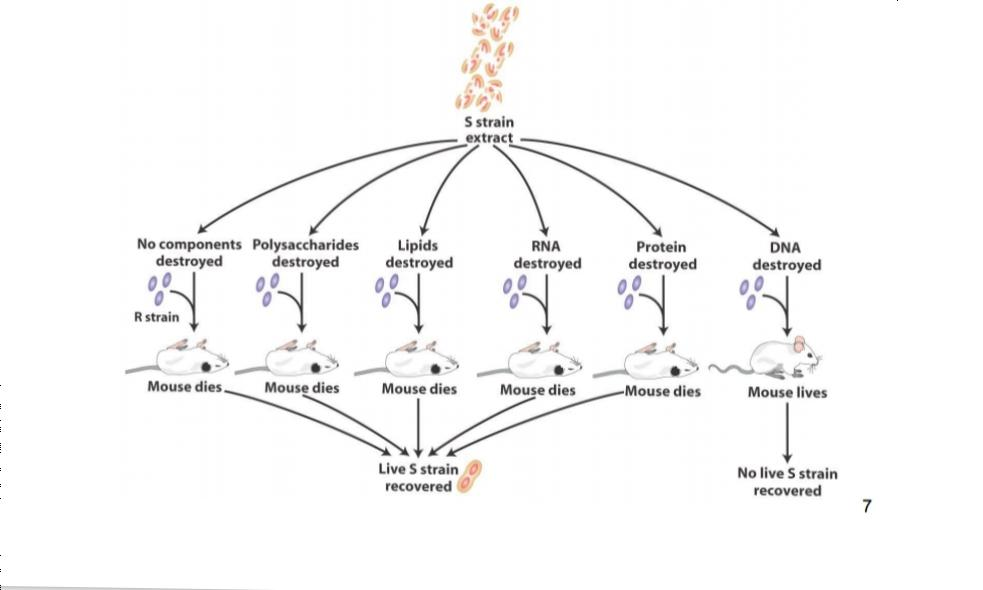 S strain
extract
No components
destroyed
Polysaccharides
destroyed
Lipids
destroyed
RNA
destroyed
Protein
destroyed
DNA
destroyed
R strain
Mouse dies
Mouse dies
Mouse dies
Mouse dies
Mouse dies
Mouse lives
Live S strain
recovered
No live S strain
recovered
7